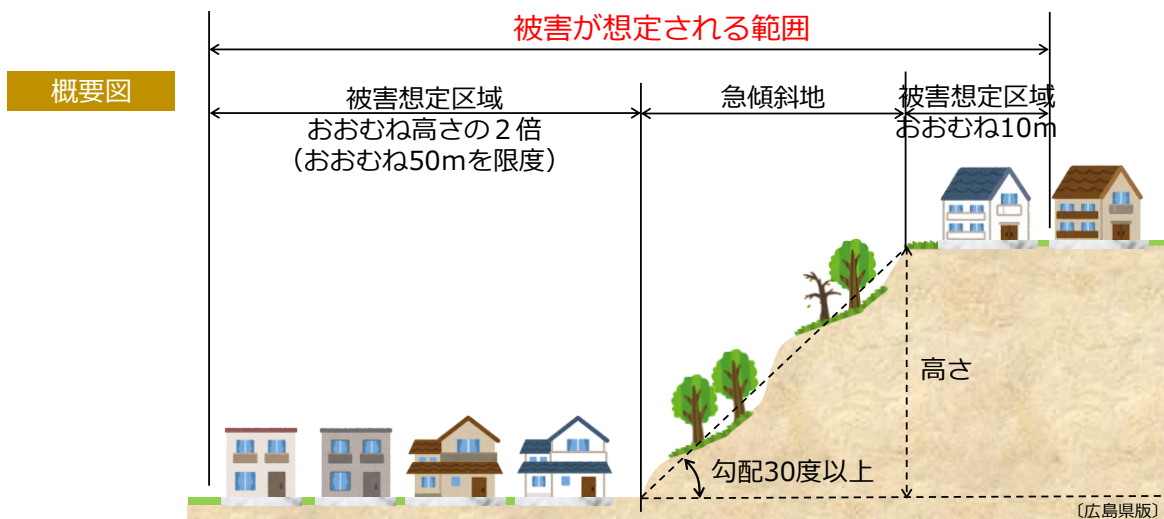 被害が想定される範囲
概要図
被害想定区域
おおむね高さの２倍
（おおむね50mを限度）
急傾斜地
被害想定区域
おおむね10m
高さ
勾配30度以上
〔広島県版〕